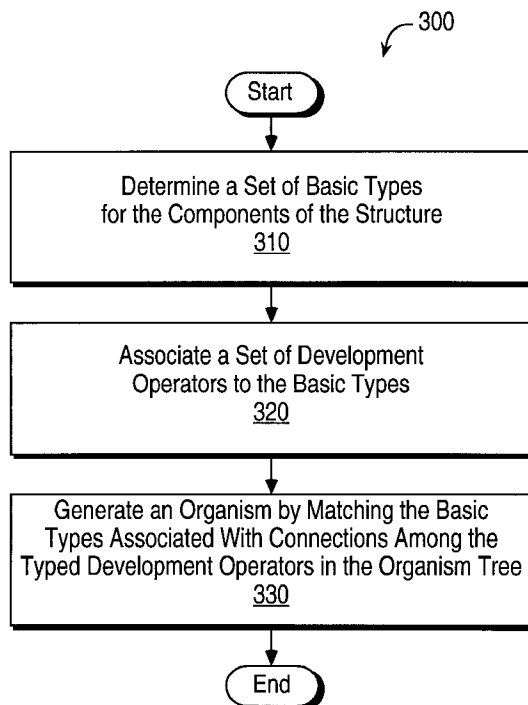 300
Start
Determine a Set of Basic Types
for the Components of the Structure
310
Associate a Set of Development
Operators to the Basic Types
320
Generate an Organism by Matching the Basic
Types Associated With Connections Among the
Typed Development Operators in the Organism Tree
330
End